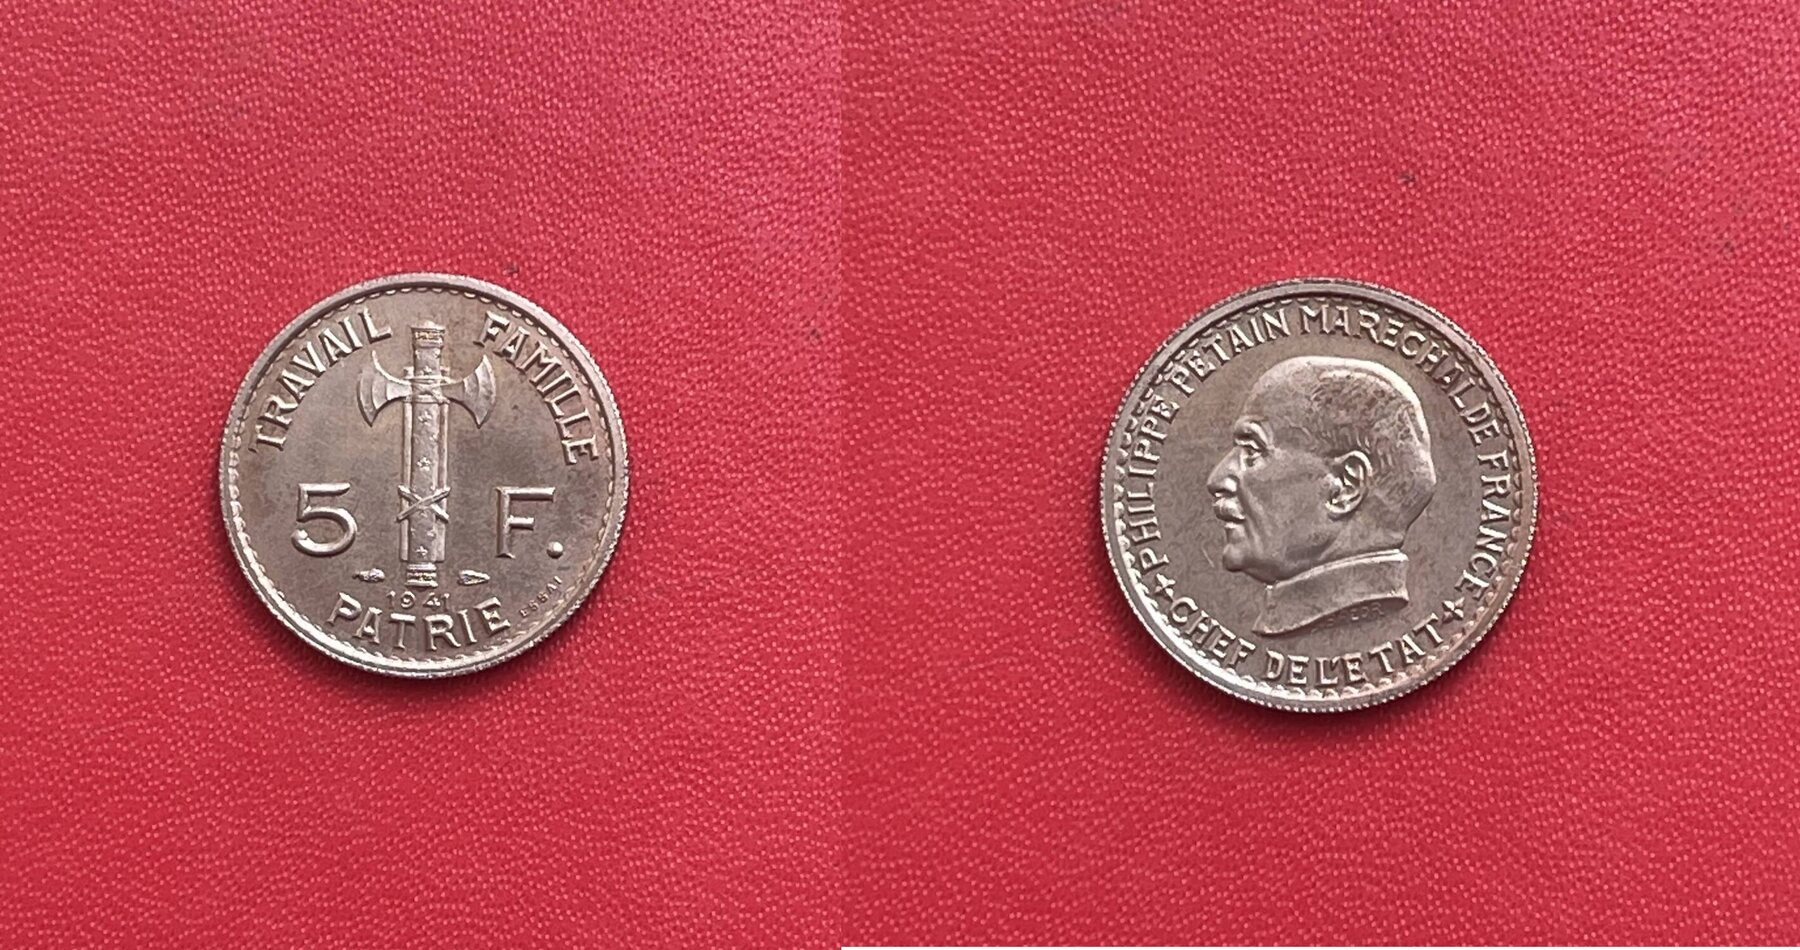 TRAVAIL FAMILLE
5 F.
1941
PATRIE
ESSAI
PHILIPPE PETAIN MARECHAL DE FRANCE
CHEF DE L'ETAT